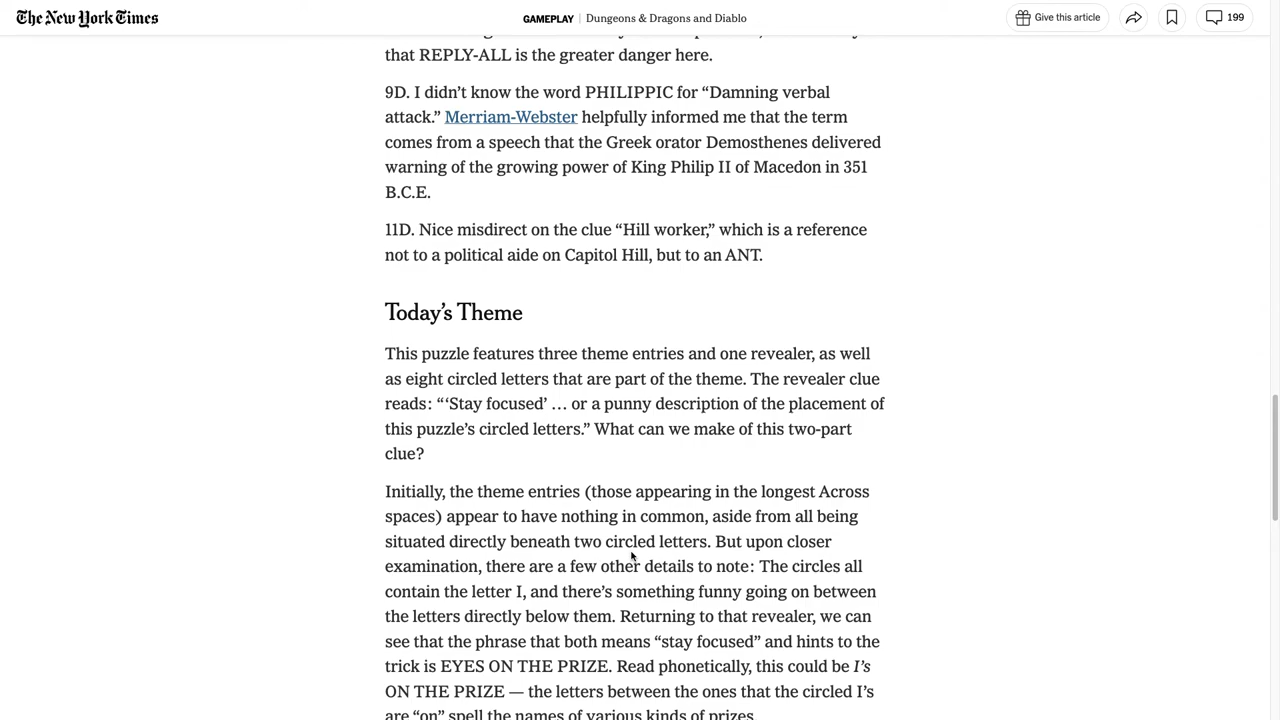 The New York Times
GAMEPLAY | Dungeons & Dragons and Diablo
Give this article
199
that REPLY-ALL is the greater danger here.
9D. I didn’t know the word PHILIPPIC for “Damning verbal
attack.” Merriam-Webster helpfully informed me that the term
comes from a speech that the Greek orator Demosthenes delivered
warning of the growing power of King Philip II of Macedon in 351
B.C.E.
11D. Nice misdirect on the clue “Hill worker,” which is a reference
not to a political aide on Capitol Hill, but to an ANT.
Today’s Theme
This puzzle features three theme entries and one revealer, as well
as eight circled letters that are part of the theme. The revealer clue
reads: “‘Stay focused’ … or a punny description of the placement of
this puzzle’s circled letters.” What can we make of this two-part
clue?
Initially, the theme entries (those appearing in the longest Across
spaces) appear to have nothing in common, aside from all being
situated directly beneath two circled letters. But upon closer
examination, there are a few other details to note: The circles all
contain the letter I, and there’s something funny going on between
the letters directly below them. Returning to that revealer, we can
see that the phrase that both means “stay focused” and hints to the
trick is EYES ON THE PRIZE. Read phonetically, this could be I’s
ON THE PRIZE — the letters between the ones that the circled I’s
are “on” spell the names of various kinds of prizes.